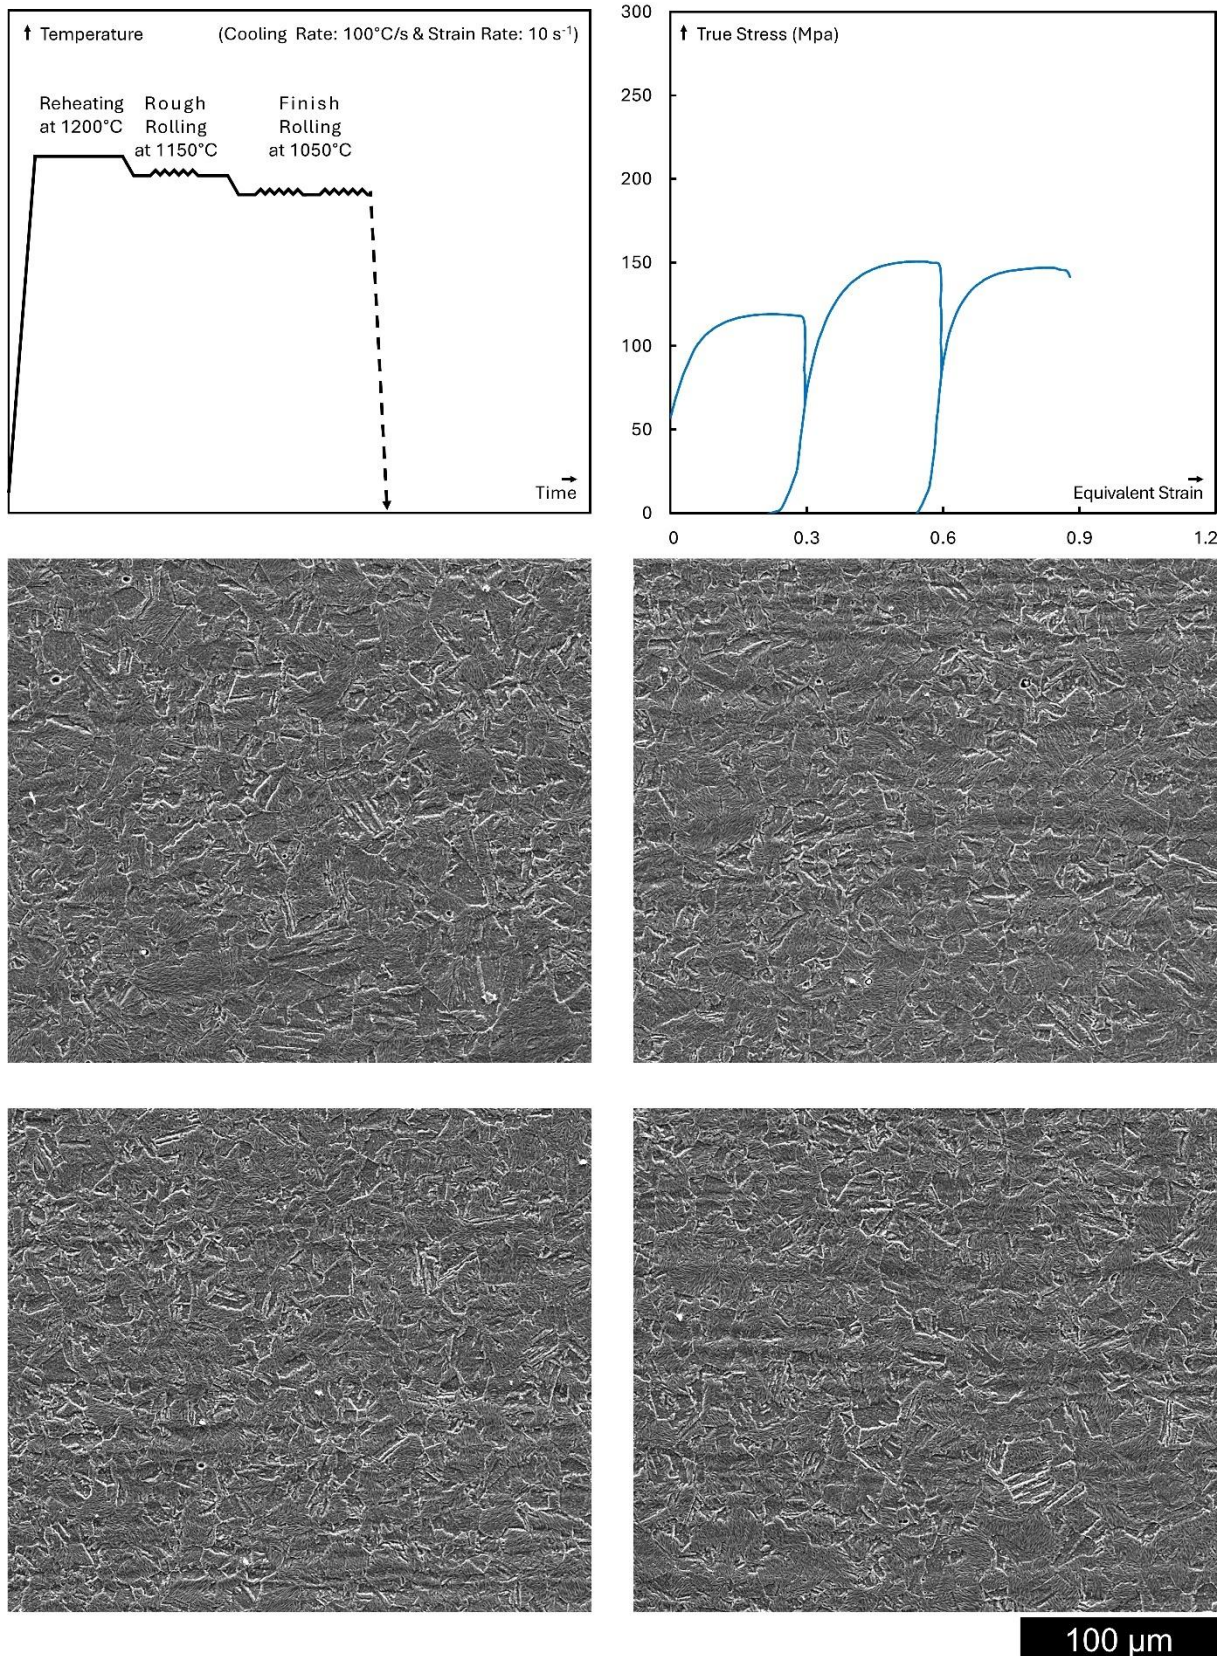 ↑ Temperature (Cooling Rate: 100°C/s & Strain Rate: 10 s⁻¹)
Reheating
at 1200°C
Rough
Rolling
at 1150°C
Finish
Rolling
at 1050°C
→
Time
300
↑ True Stress (Mpa)
250
200
150
100
50
→
Equivalent Strain
0
0 0.3 0.6 0.9 1.2
100 µm